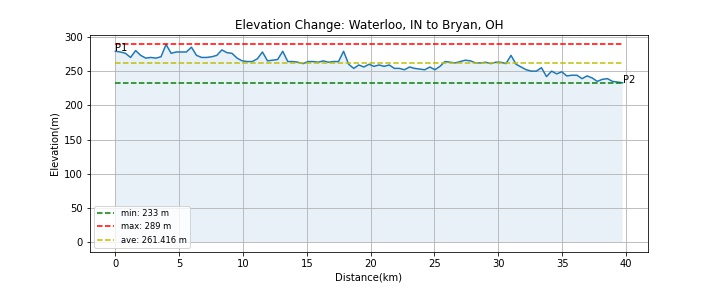 Elevation Change: Waterloo, IN to Bryan, OH
300
P1
250
P2
200
150
100
50
0
Elevation(m)
min: 233 m
max: 289 m
ave: 261.416 m
0 5 10 15 20 25 30 35 40
Distance(km)